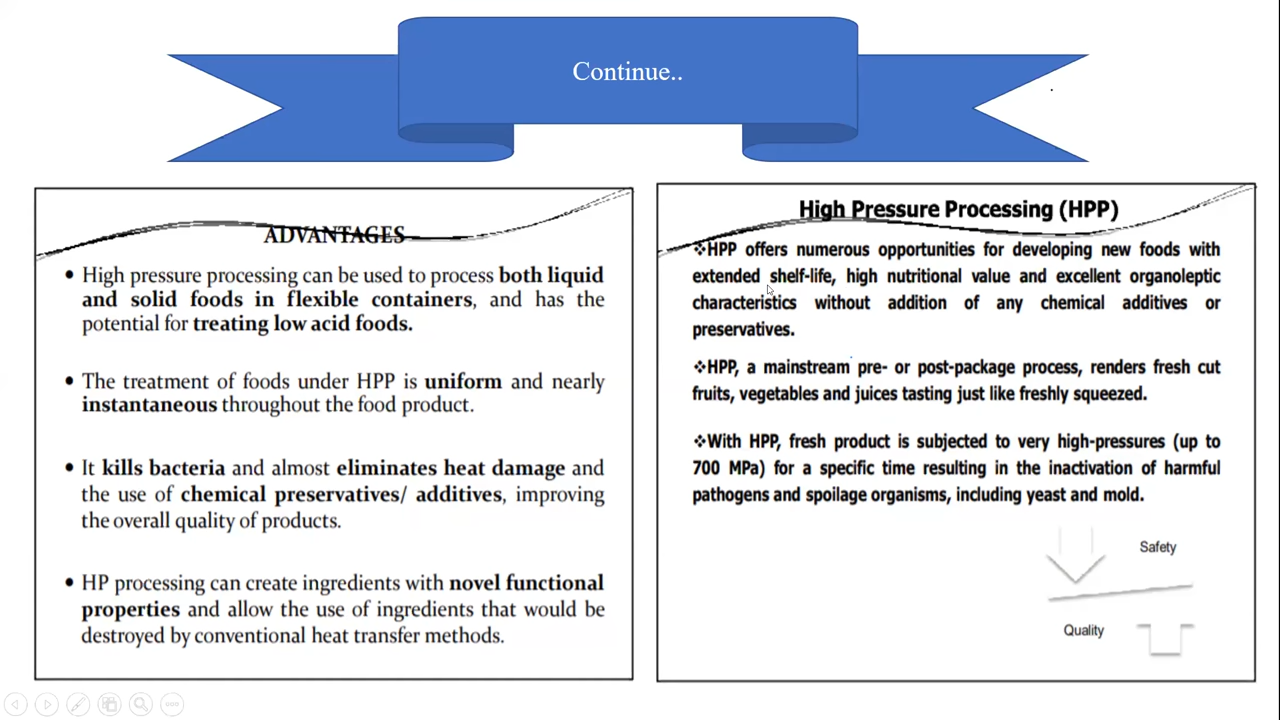 Continue..
ADVANTAGES
• High pressure processing can be used to process both liquid
and solid foods in flexible containers, and has the
potential for treating low acid foods.
• The treatment of foods under HPP is uniform and nearly
instantaneous throughout the food product.
• It kills bacteria and almost eliminates heat damage and
the use of chemical preservatives/ additives, improving
the overall quality of products.
• HP processing can create ingredients with novel functional
properties and allow the use of ingredients that would be
destroyed by conventional heat transfer methods.
High Pressure Processing (HPP)
❖HPP offers numerous opportunities for developing new foods with
extended shelf-life, high nutritional value and excellent organoleptic
characteristics without addition of any chemical additives or
preservatives.
❖HPP, a mainstream pre- or post-package process, renders fresh cut
fruits, vegetables and juices tasting just like freshly squeezed.
❖With HPP, fresh product is subjected to very high-pressures (up to
700 MPa) for a specific time resulting in the inactivation of harmful
pathogens and spoilage organisms, including yeast and mold.
Safety
Quality